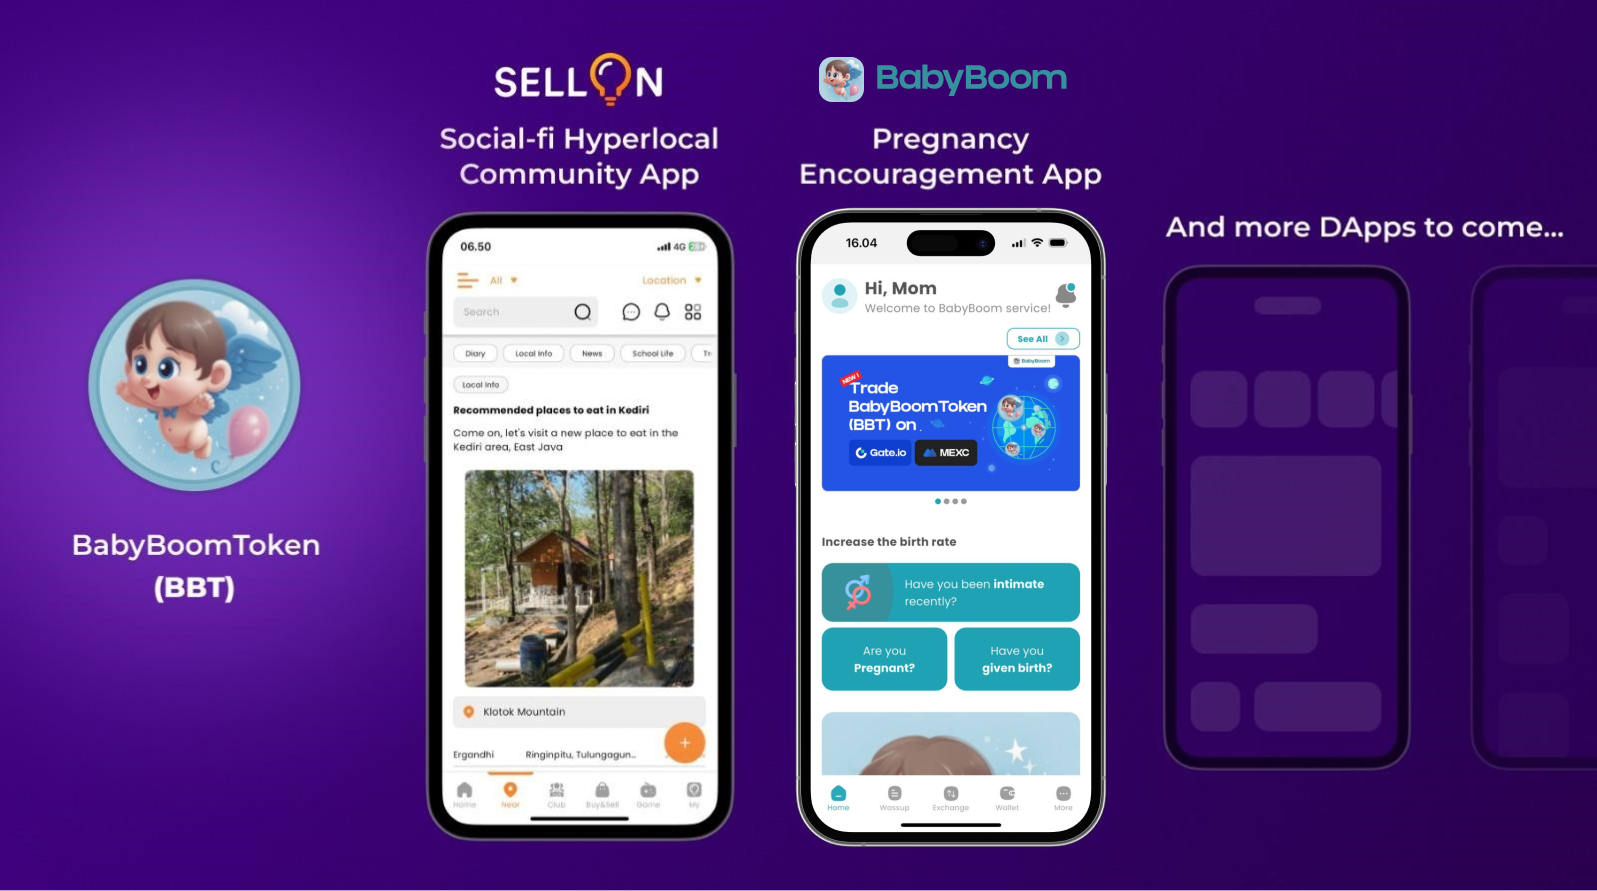 BabyBoomToken
(BBT)
SELLON
Social-fi Hyperlocal
Community App
06.50
4G
All
Location
Search
Diary
Local Info
News
School Life
Local Info
Recommended places to eat in Kediri
Come on, let's visit a new place to eat in the
Kediri area, East Java
Klotok Mountain
Ergandhi
Ringinpitu, Tulungagun...
+
Home
Near
Club
Buy&Sell
Game
My
BabyBoom
Pregnancy
Encouragement App
16.04
Hi, Mom
Welcome to BabyBoom service!
See All
BabyBoom
NEW !
Trade
BabyBoomToken
(BBT) on
Gate.io
MEXC
Increase the birth rate
Have you been intimate
recently?
Are you
Pregnant?
Have you
given birth?
Home
Wassup
Exchange
Wallet
More
And more DApps to come...